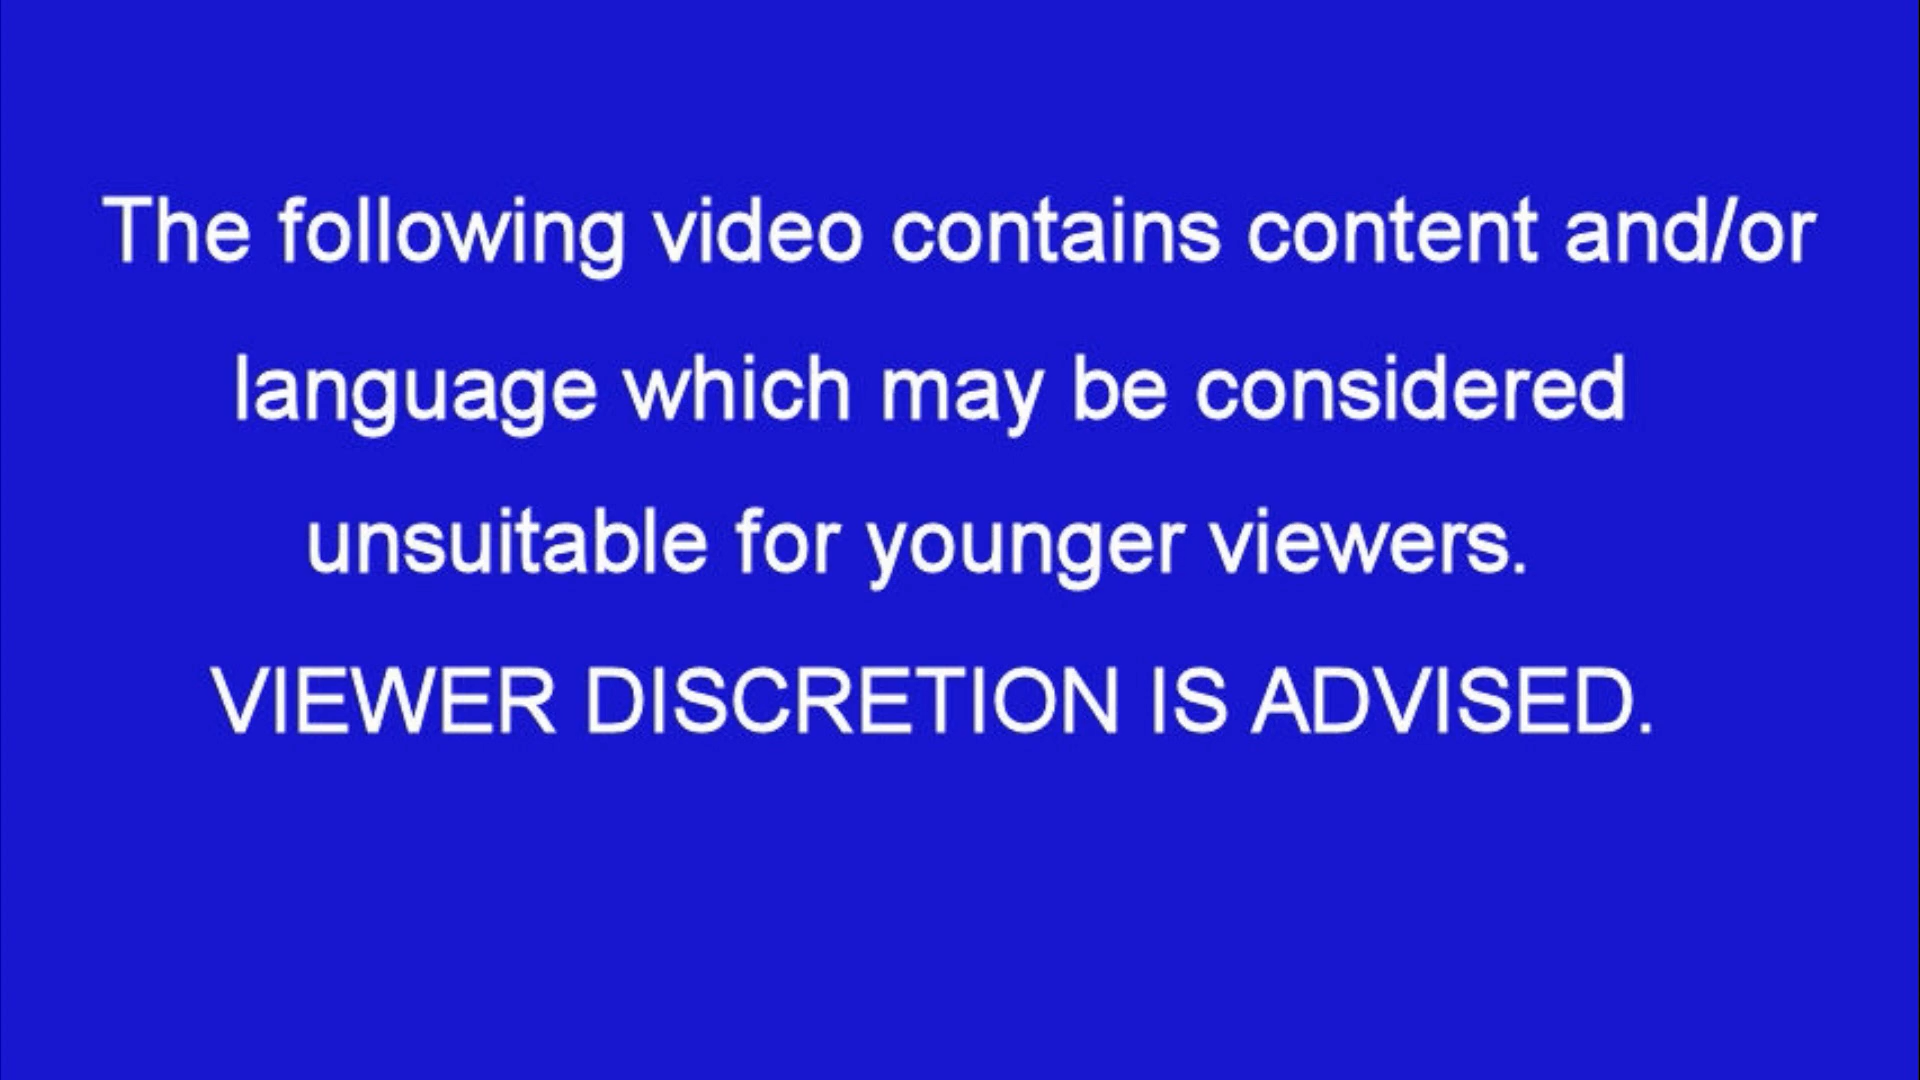 The following video contains content and/or
language which may be considered
unsuitable for younger viewers.
VIEWER DISCRETION IS ADVISED.